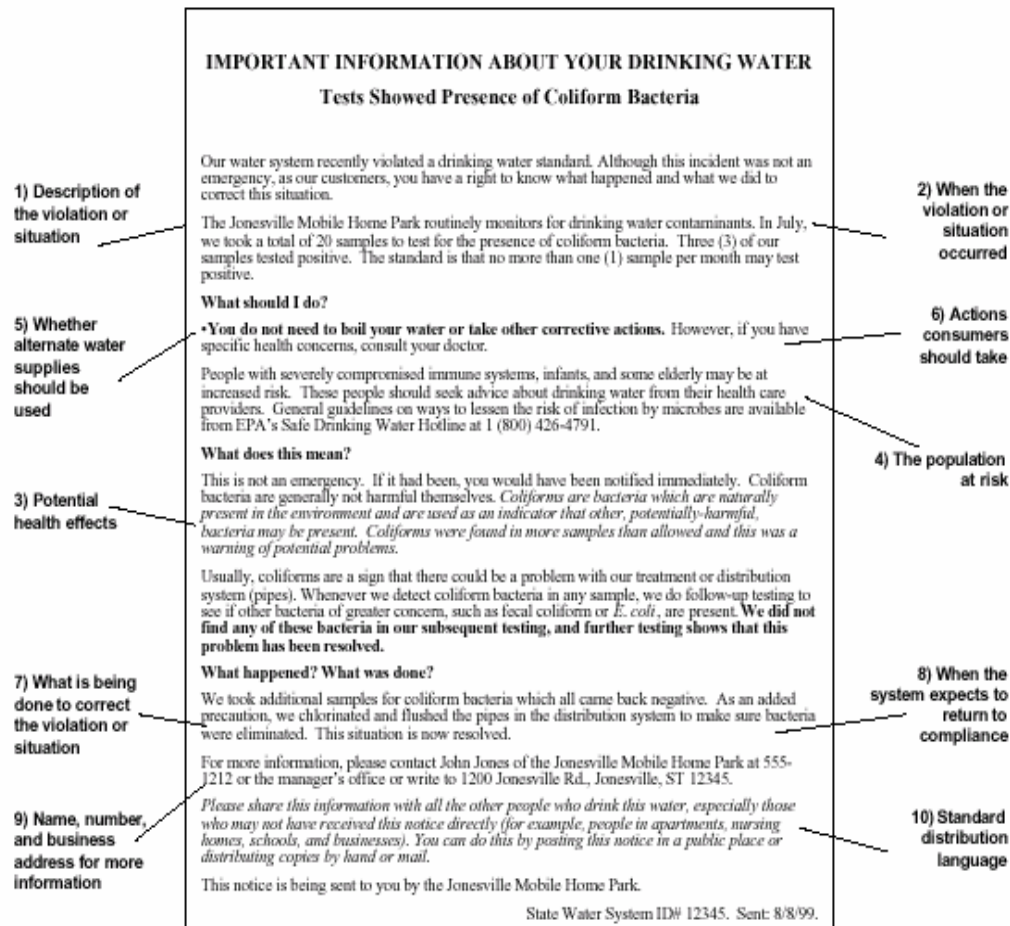 IMPORTANT INFORMATION ABOUT YOUR DRINKING WATER
Tests Showed Presence of Coliform Bacteria
Our water system recently violated a drinking water standard. Although this incident was not an
emergency, as our customers, you have a right to know what happened and what we did to
correct this situation.
1) Description of
the violation or
situation
The Jonesville Mobile Home Park routinely monitors for drinking water contaminants. In July,
we took a total of 20 samples to test for the presence of coliform bacteria. Three (3) of our
samples tested positive. The standard is that no more than one (1) sample per month may test
positive.
2) When the
violation or
situation
occurred
What should I do?
•You do not need to boil your water or take other corrective actions. However, if you have
specific health concerns, consult your doctor.
5) Whether
alternate water
supplies
should be
used
6) Actions
consumers
should take
People with severely compromised immune systems, infants, and some elderly may be at
increased risk. These people should seek advice about drinking water from their health care
providers. General guidelines on ways to lessen the risk of infection by microbes are available
from EPA's Safe Drinking Water Hotline at 1 (800) 426-4791.
4) The population
at risk
What does this mean?
This is not an emergency. If it had been, you would have been notified immediately. Coliform
bacteria are generally not harmful themselves. Coliforms are bacteria which are naturally
present in the environment and are used as an indicator that other, potentially-harmful,
bacteria may be present. Coliforms were found in more samples than allowed and this was a
warning of potential problems.
3) Potential
health effects
Usually, coliforms are a sign that there could be a problem with our treatment or distribution
system (pipes). Whenever we detect coliform bacteria in any sample, we do follow-up testing to
see if other bacteria of greater concern, such as fecal coliform or E. coli, are present. We did not
find any of these bacteria in our subsequent testing, and further testing shows that this
problem has been resolved.
What happened? What was done?
We took additional samples for coliform bacteria which all came back negative. As an added
precaution, we chlorinated and flushed the pipes in the distribution system to make sure bacteria
were eliminated. This situation is now resolved.
7) What is being
done to correct
the violation or
situation
8) When the
system expects to
return to
compliance
For more information, please contact John Jones of the Jonesville Mobile Home Park at 555-
1212 or the manager's office or write to 1200 Jonesville Rd., Jonesville, ST 12345.
9) Name, number,
and business
address for more
information
Please share this information with all the other people who drink this water, especially those
who may not have received this notice directly (for example, people in apartments, nursing
homes, schools, and businesses). You can do this by posting this notice in a public place or
distributing copies by hand or mail.
10) Standard
distribution
language
This notice is being sent to you by the Jonesville Mobile Home Park.
State Water System ID# 12345. Sent: 8/8/99.